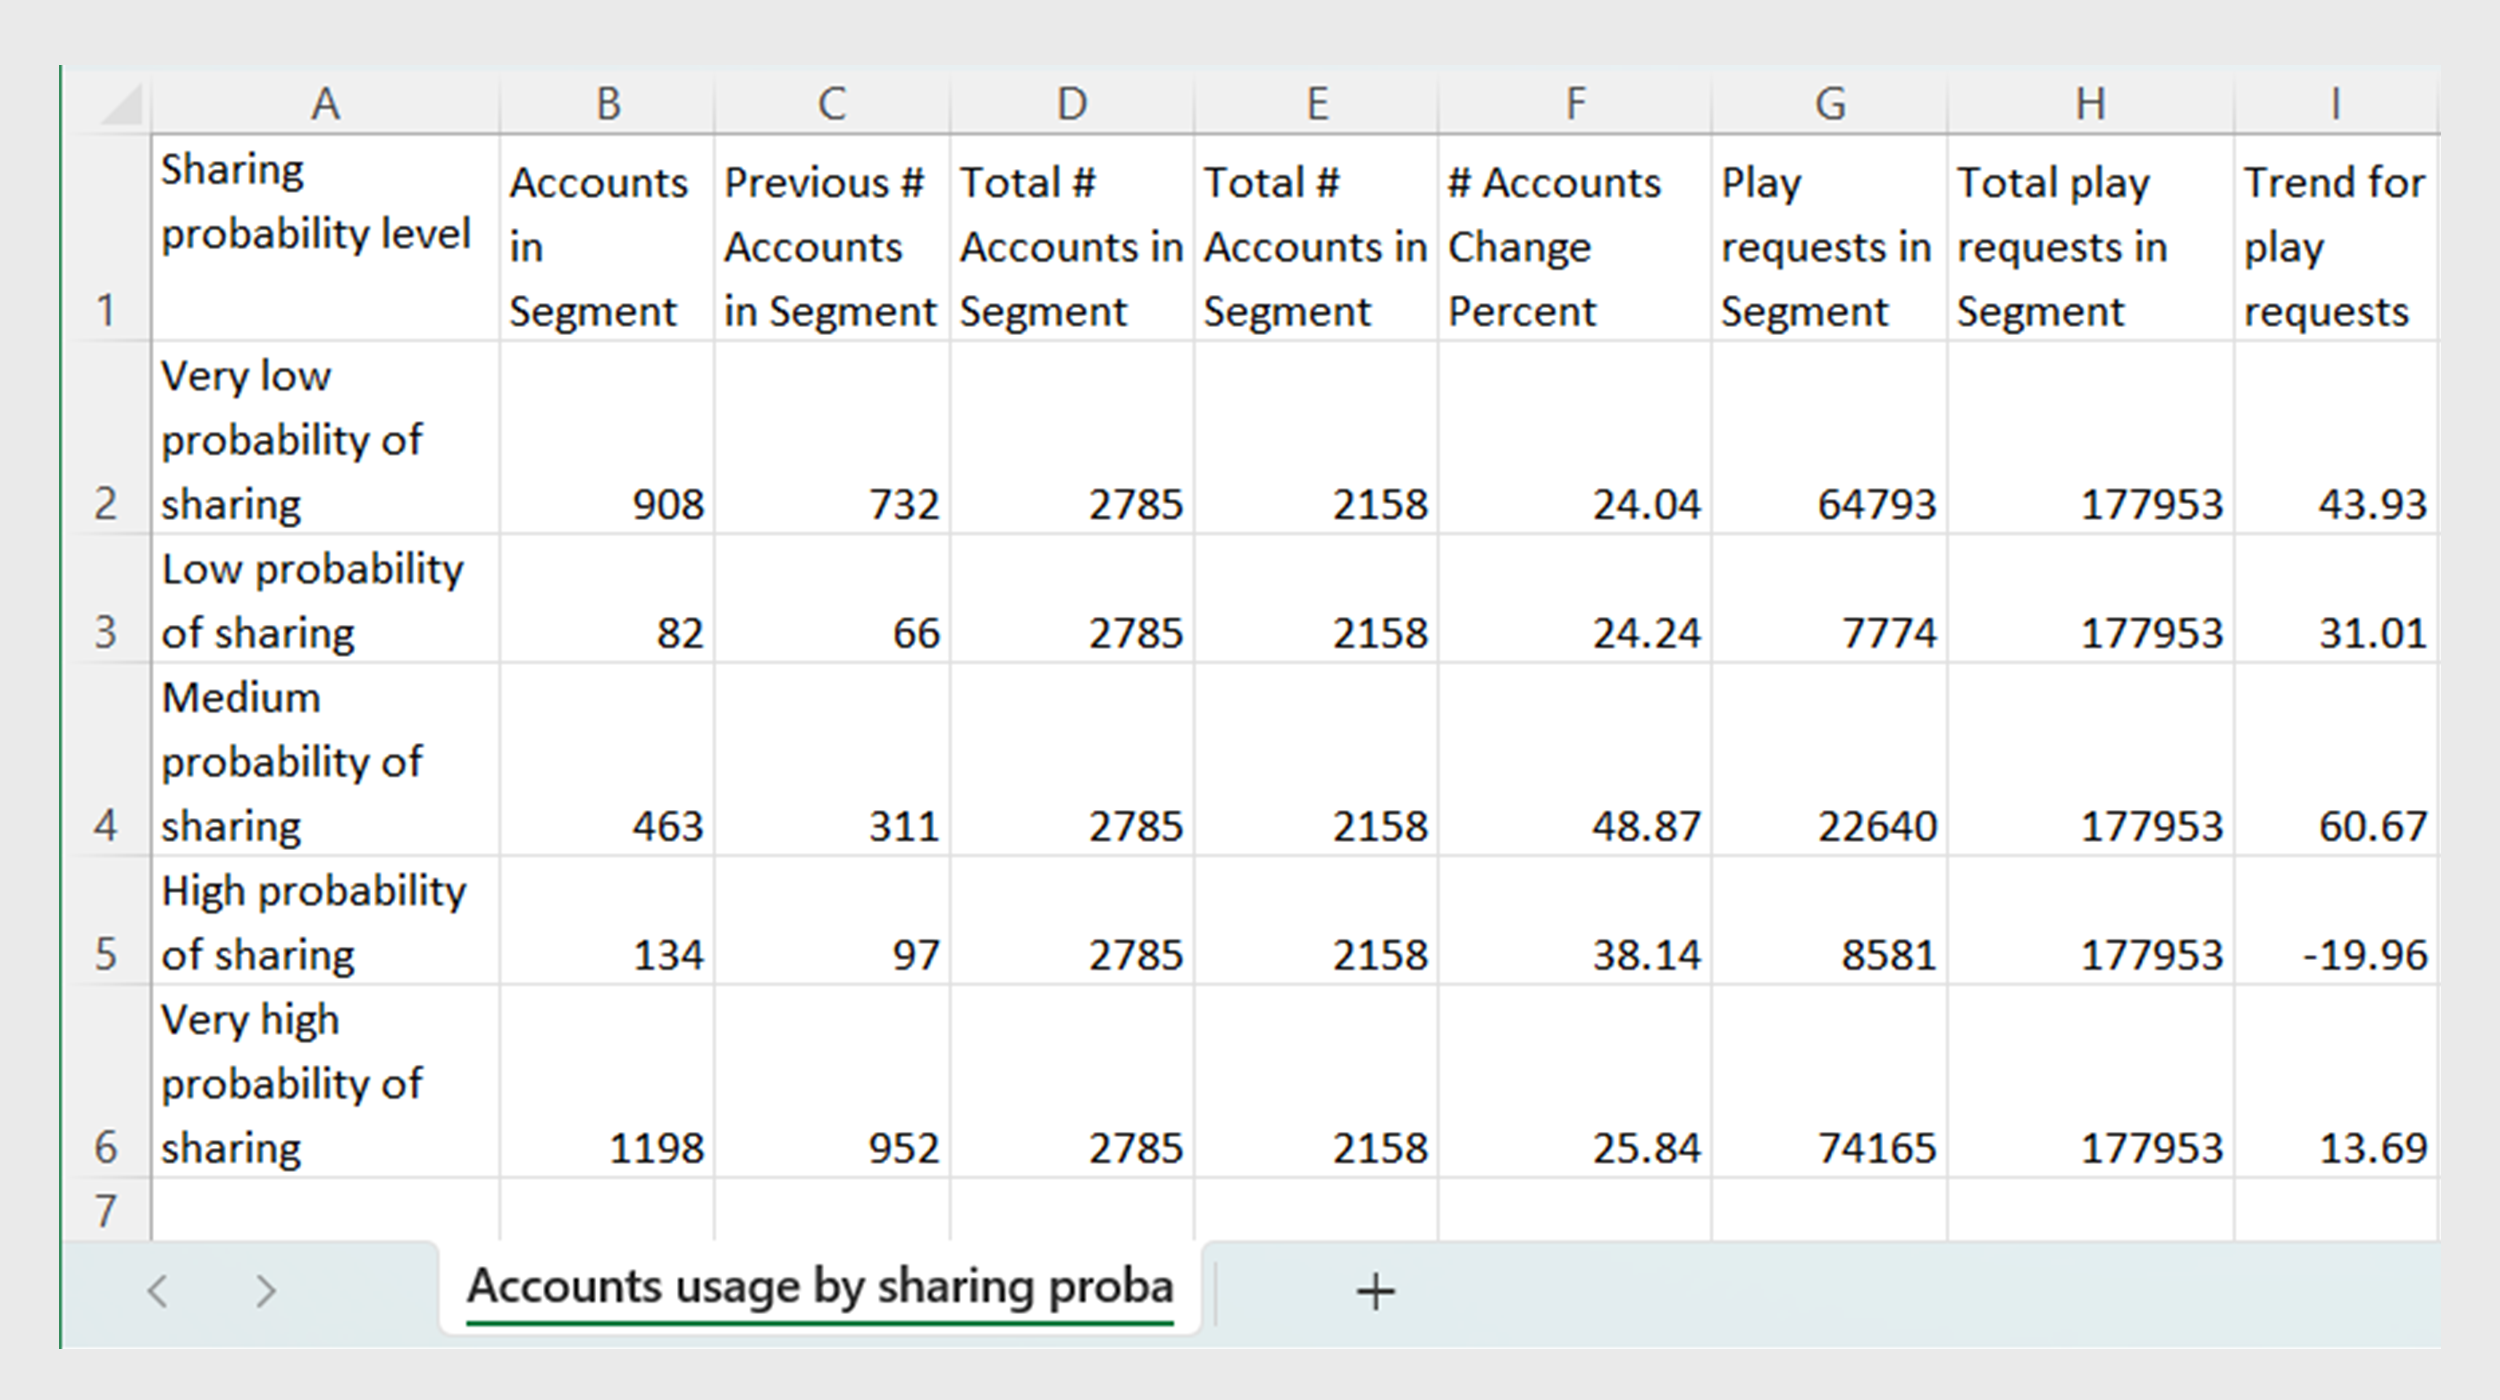 A B C D E F G H I
1 Sharing probability level Accounts in Segment Previous # Accounts in Segment Total # Accounts in Segment Total # Accounts in Segment # Accounts Change Percent Play requests in Segment Total play requests in Segment Trend for play requests
2 Very low probability of sharing 908 732 2785 2158 24.04 64793 177953 43.93
3 Low probability of sharing 82 66 2785 2158 24.24 7774 177953 31.01
4 Medium probability of sharing 463 311 2785 2158 48.87 22640 177953 60.67
5 High probability of sharing 134 97 2785 2158 38.14 8581 177953 -19.96
6 Very high probability of sharing 1198 952 2785 2158 25.84 74165 177953 13.69
7
Accounts usage by sharing proba